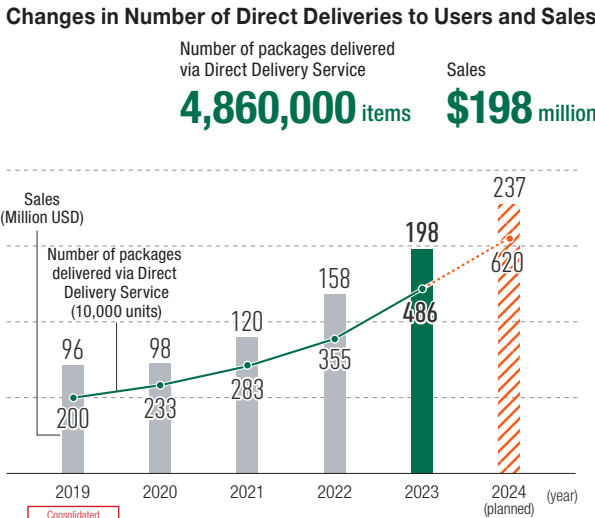 Changes in Number of Direct Deliveries to Users and Sales
Number of packages delivered
via Direct Delivery Service
4,860,000 items
Sales
$198 million
Sales
(Million USD)
Number of packages
delivered via Direct
Delivery Service
(10,000 units)
96
98
120
158
198
237
200
233
283
355
486
620
2019
2020
2021
2022
2023
2024
(planned)
(year)
Consolidated